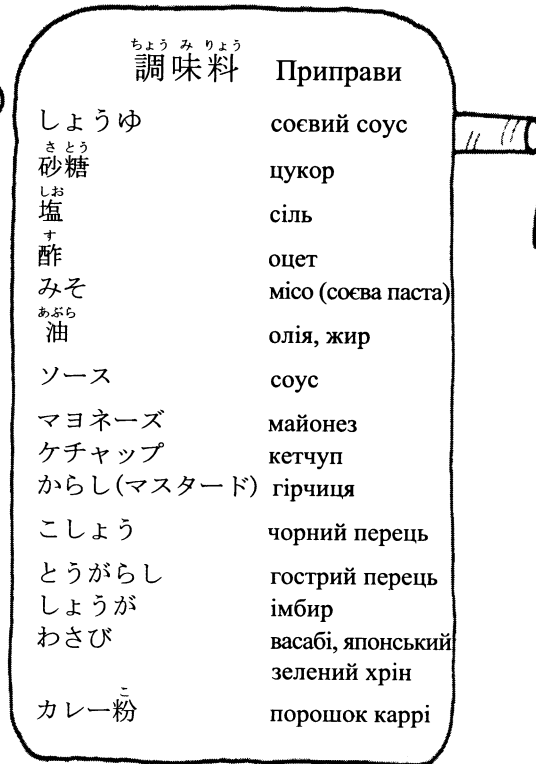 ちょう み りょう
調味料 Приправи
しょうゆ соєвий соус
さ とう
砂糖 цукор
しお
塩 сіль
す
酢 оцет
みそ місо (соєва паста)
あぶら
油 олія, жир
ソース соус
マヨネーズ майонез
ケチャップ кетчуп
からし(マスタード) гірчиця
こしょう чорний перець
とうがらし гострий перець
しょうが імбир
わさび васабі, японський
зелений хрін
こ
カレー粉 порошок каррі